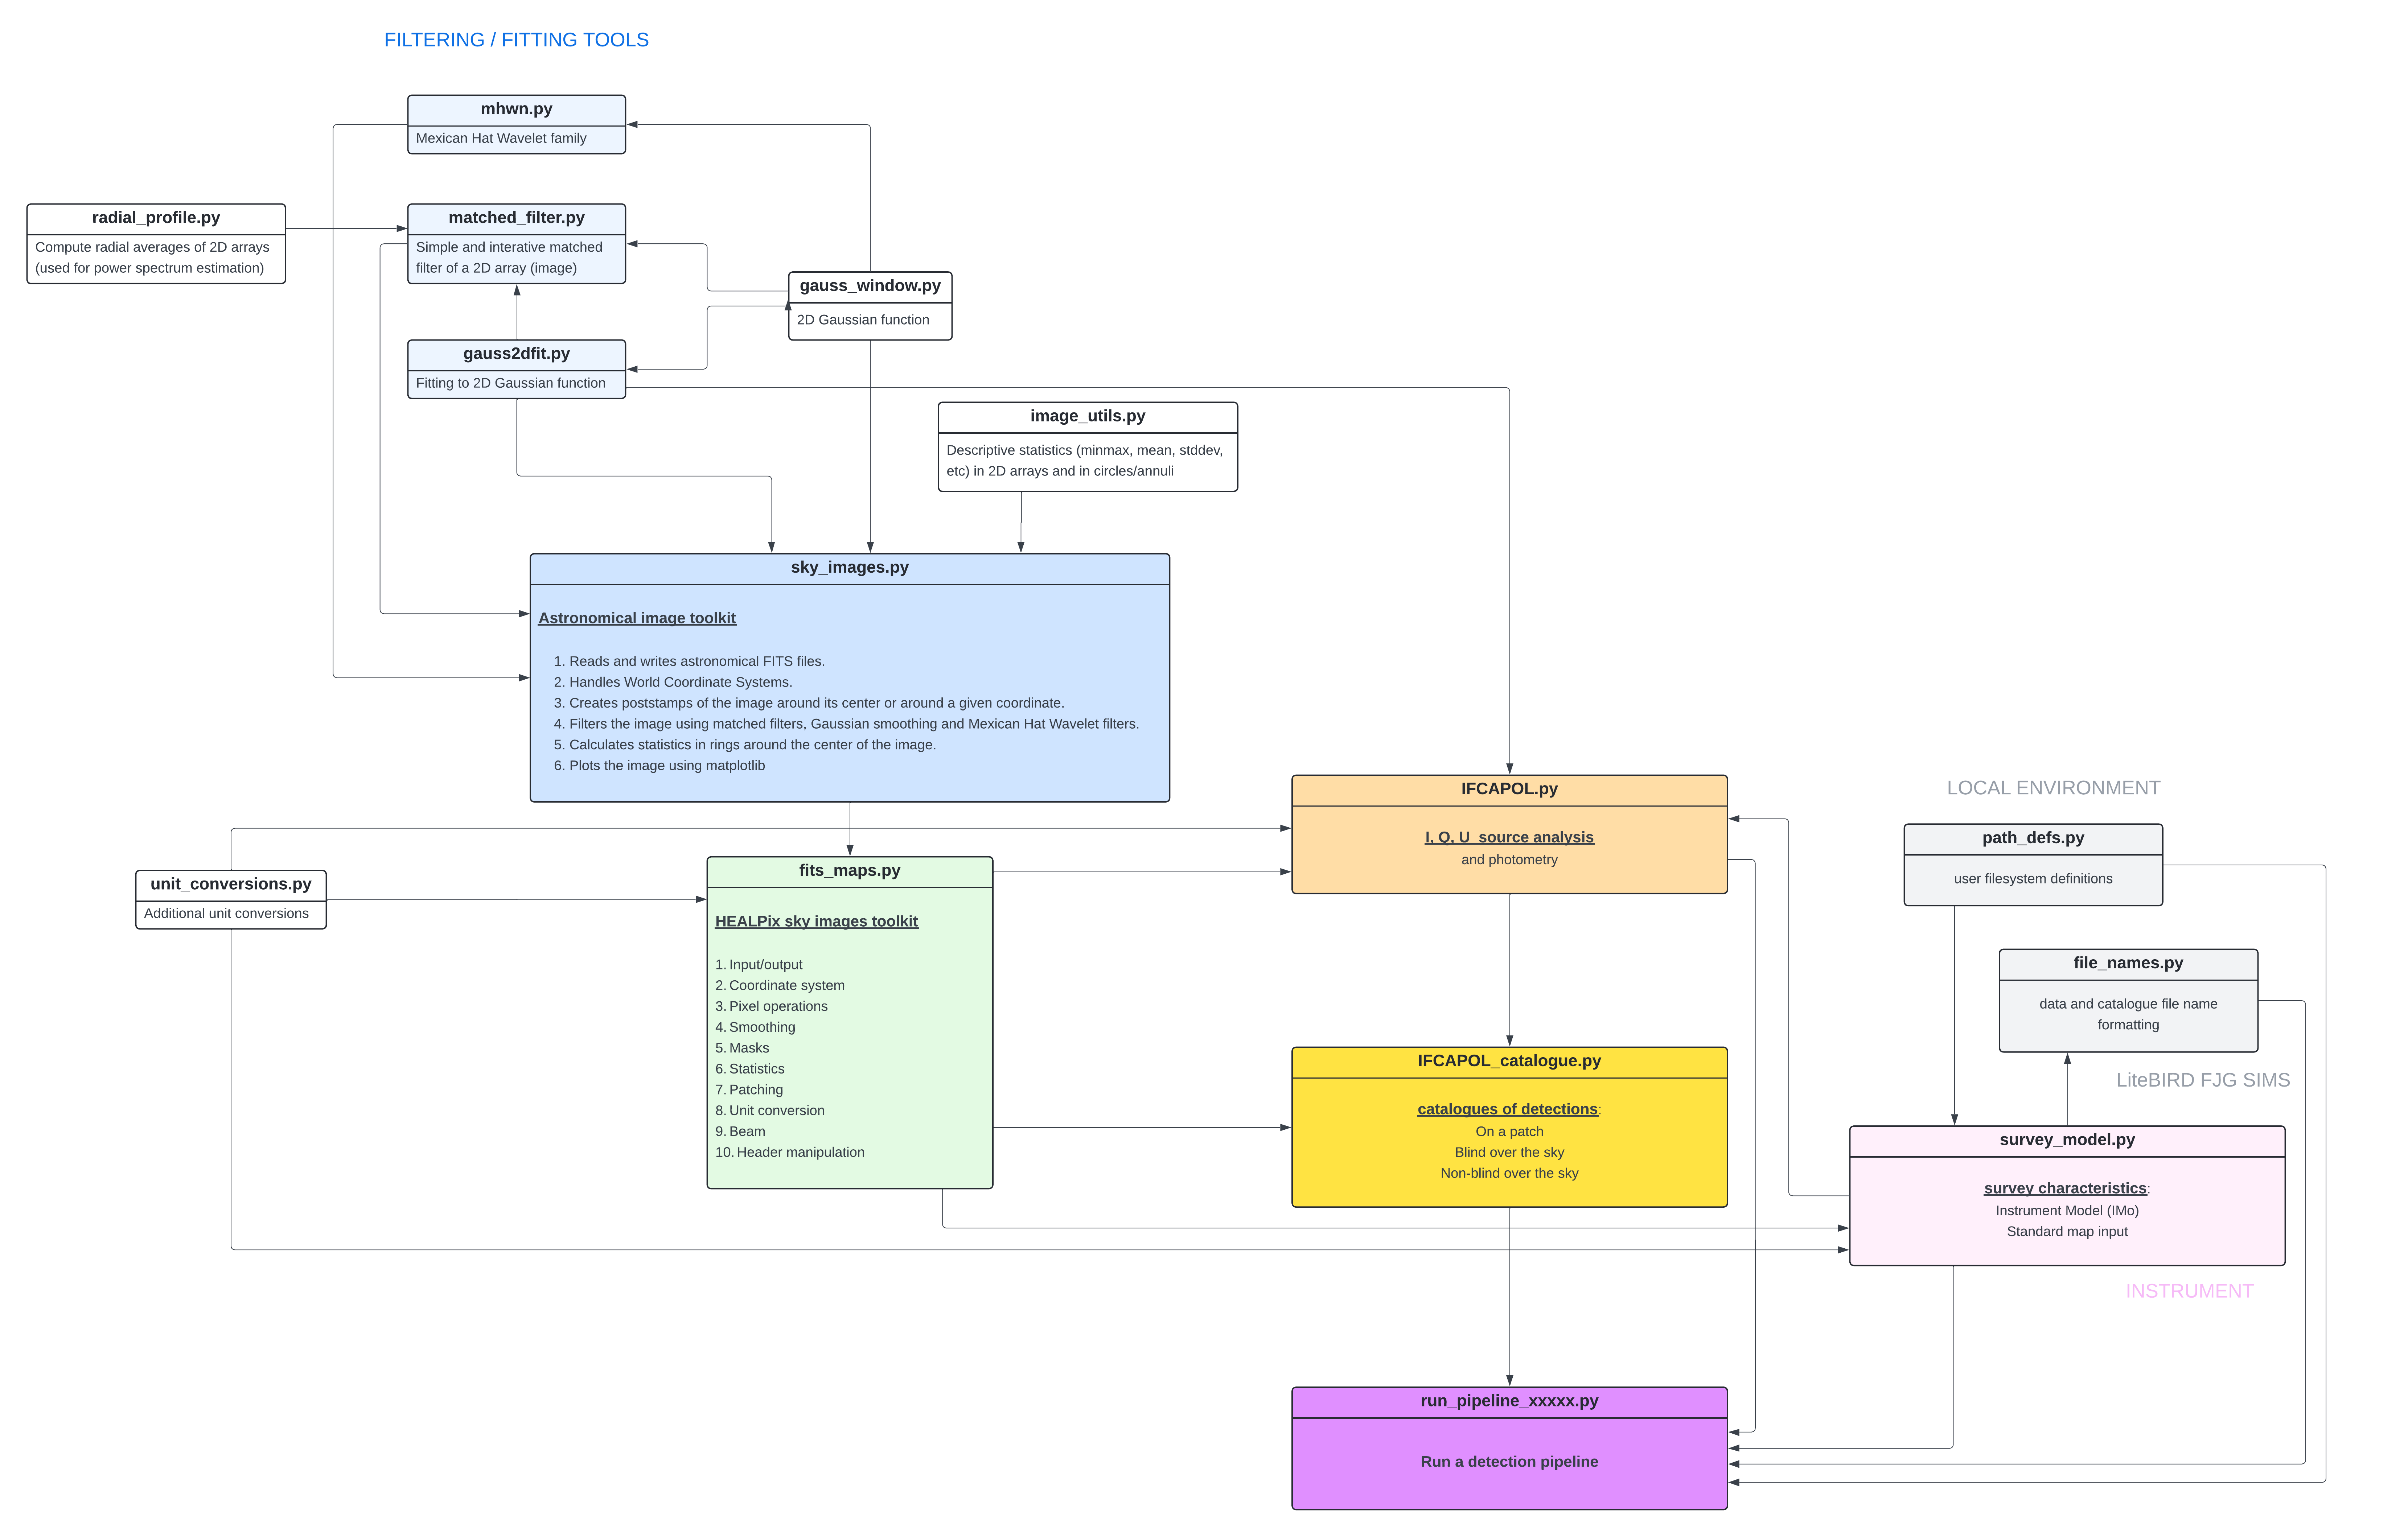 FILTERING / FITTING TOOLS
mhwn.py
Mexican Hat Wavelet family
radial_profile.py
Compute radial averages of 2D arrays
(used for power spectrum estimation)
matched_filter.py
Simple and interative matched
filter of a 2D array (image)
gauss_window.py
2D Gaussian function
gauss2dfit.py
Fitting to 2D Gaussian function
image_utils.py
Descriptive statistics (minmax, mean, stddev,
etc) in 2D arrays and in circles/annuli
sky_images.py
Astronomical image toolkit
1. Reads and writes astronomical FITS files.
2. Handles World Coordinate Systems.
3. Creates poststamps of the image around its center or around a given coordinate.
4. Filters the image using matched filters, Gaussian smoothing and Mexican Hat Wavelet filters.
5. Calculates statistics in rings around the center of the image.
6. Plots the image using matplotlib
unit_conversions.py
Additional unit conversions
fits_maps.py
HEALPix sky images toolkit
1. Input/output
2. Coordinate system
3. Pixel operations
4. Smoothing
5. Masks
6. Statistics
7. Patching
8. Unit conversion
9. Beam
10. Header manipulation
IFCAPOL.py
I, Q, U source analysis
and photometry
IFCAPOL_catalogue.py
catalogues of detections:
On a patch
Blind over the sky
Non-blind over the sky
LOCAL ENVIRONMENT
path_defs.py
user filesystem definitions
file_names.py
data and catalogue file name
formatting
LiteBIRD FJG SIMS
survey_model.py
survey characteristics:
Instrument Model (IMo)
Standard map input
INSTRUMENT
run_pipeline_xxxxx.py
Run a detection pipeline